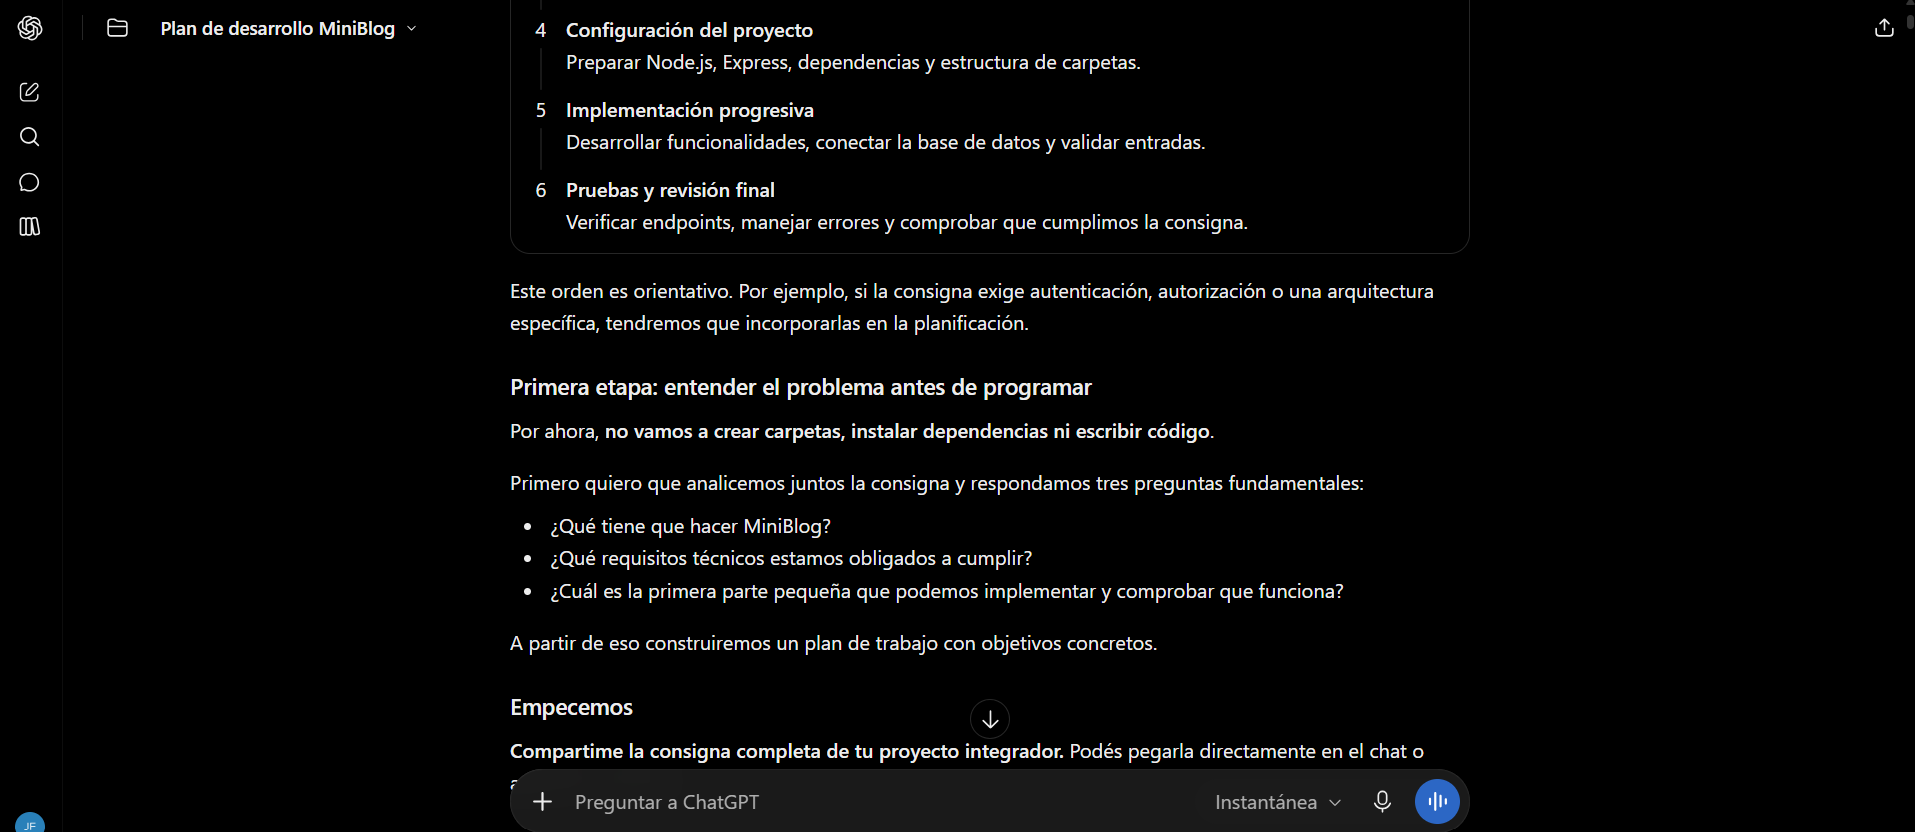 Plan de desarrollo MiniBlog
4 Configuración del proyecto
Preparar Node.js, Express, dependencias y estructura de carpetas.
5 Implementación progresiva
Desarrollar funcionalidades, conectar la base de datos y validar entradas.
6 Pruebas y revisión final
Verificar endpoints, manejar errores y comprobar que cumplimos la consigna.
Este orden es orientativo. Por ejemplo, si la consigna exige autenticación, autorización o una arquitectura
específica, tendremos que incorporarlas en la planificación.
Primera etapa: entender el problema antes de programar
Por ahora, no vamos a crear carpetas, instalar dependencias ni escribir código.
Primero quiero que analicemos juntos la consigna y respondamos tres preguntas fundamentales:
• ¿Qué tiene que hacer MiniBlog?
• ¿Qué requisitos técnicos estamos obligados a cumplir?
• ¿Cuál es la primera parte pequeña que podemos implementar y comprobar que funciona?
A partir de eso construiremos un plan de trabajo con objetivos concretos.
Empecemos
Compartime la consigna completa de tu proyecto integrador. Podés pegarla directamente en el chat o
Preguntar a ChatGPT
Instantánea
JF